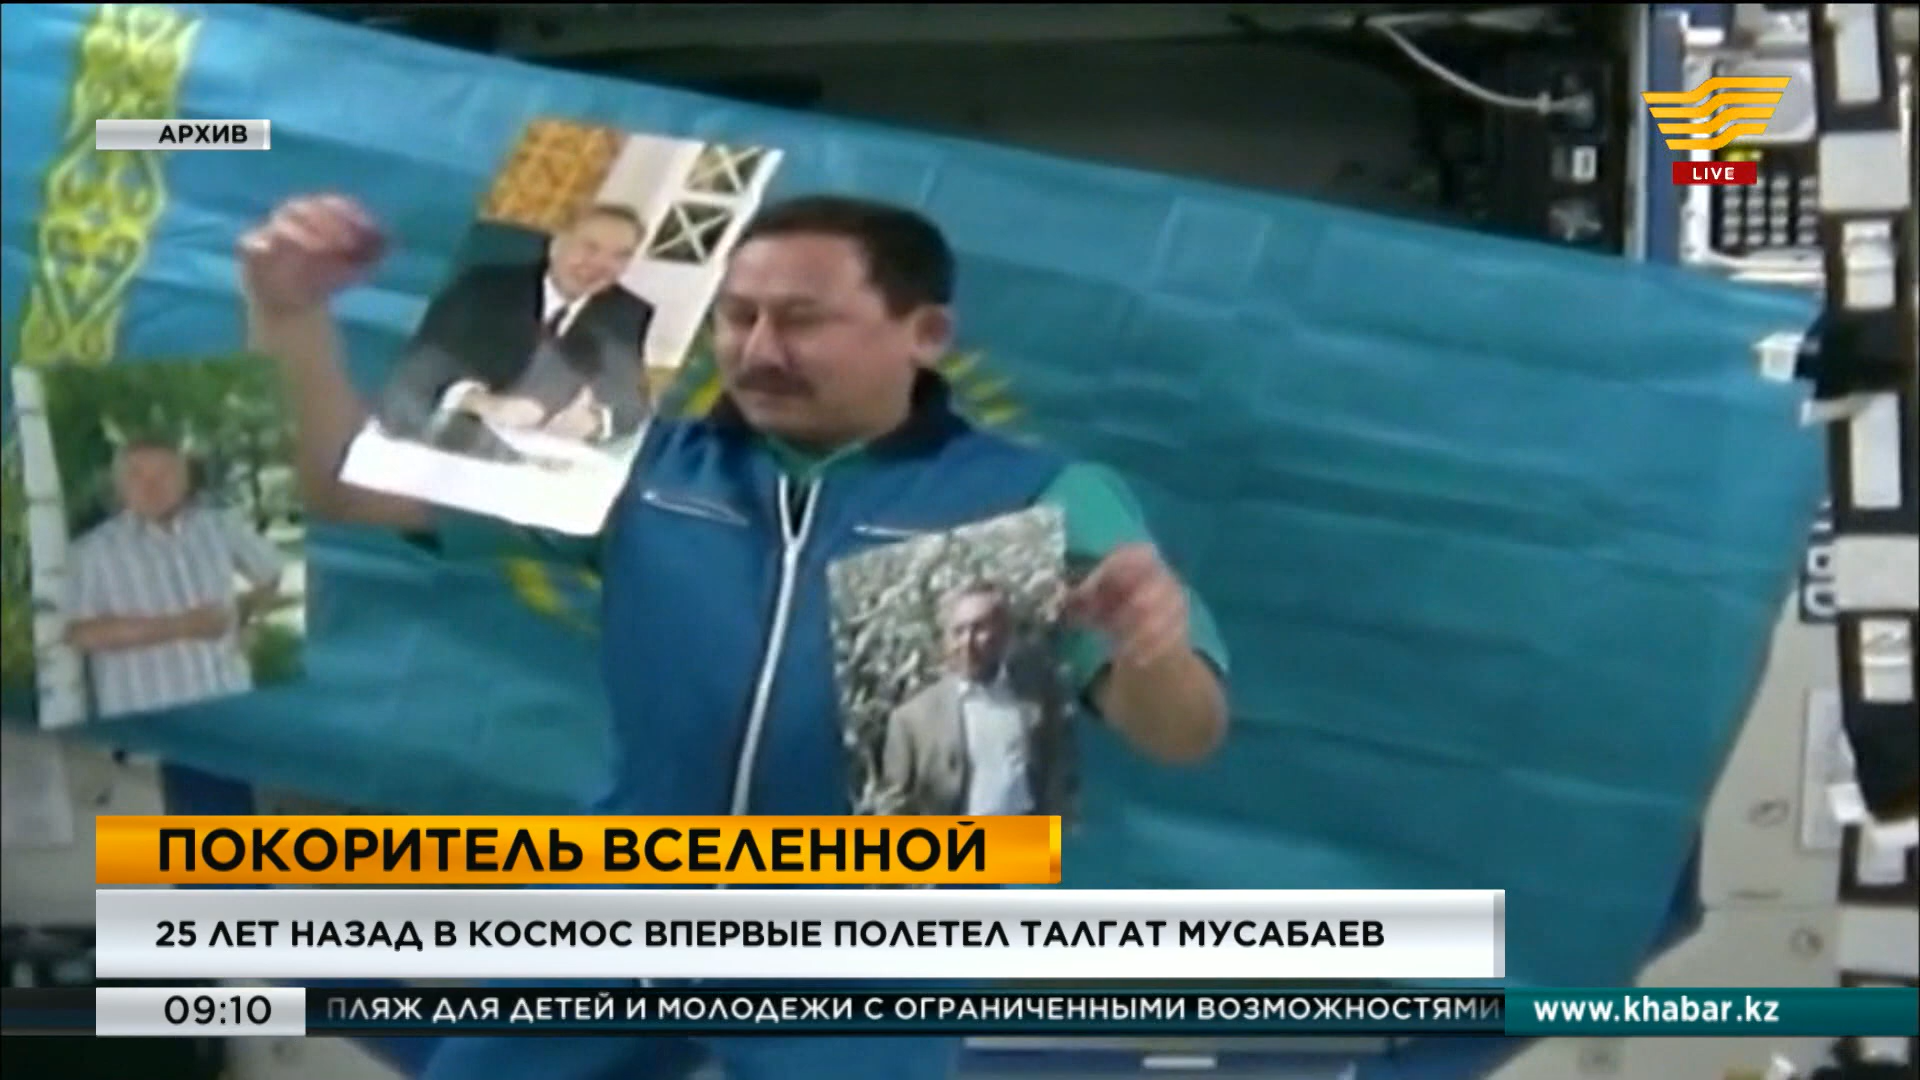 АРХИВ
LIVE
ПОКОРИТЕЛЬ ВСЕЛЕННОЙ
25 ЛЕТ НАЗАД В КОСМОС ВПЕРВЫЕ ПОЛЕТЕЛ ТАЛГАТ МУСАБАЕВ
09:10
ПЛЯЖ ДЛЯ ДЕТЕЙ И МОЛОДЕЖИ С ОГРАНИЧЕННЫМИ ВОЗМОЖНОСТЯМИ
www.khabar.kz